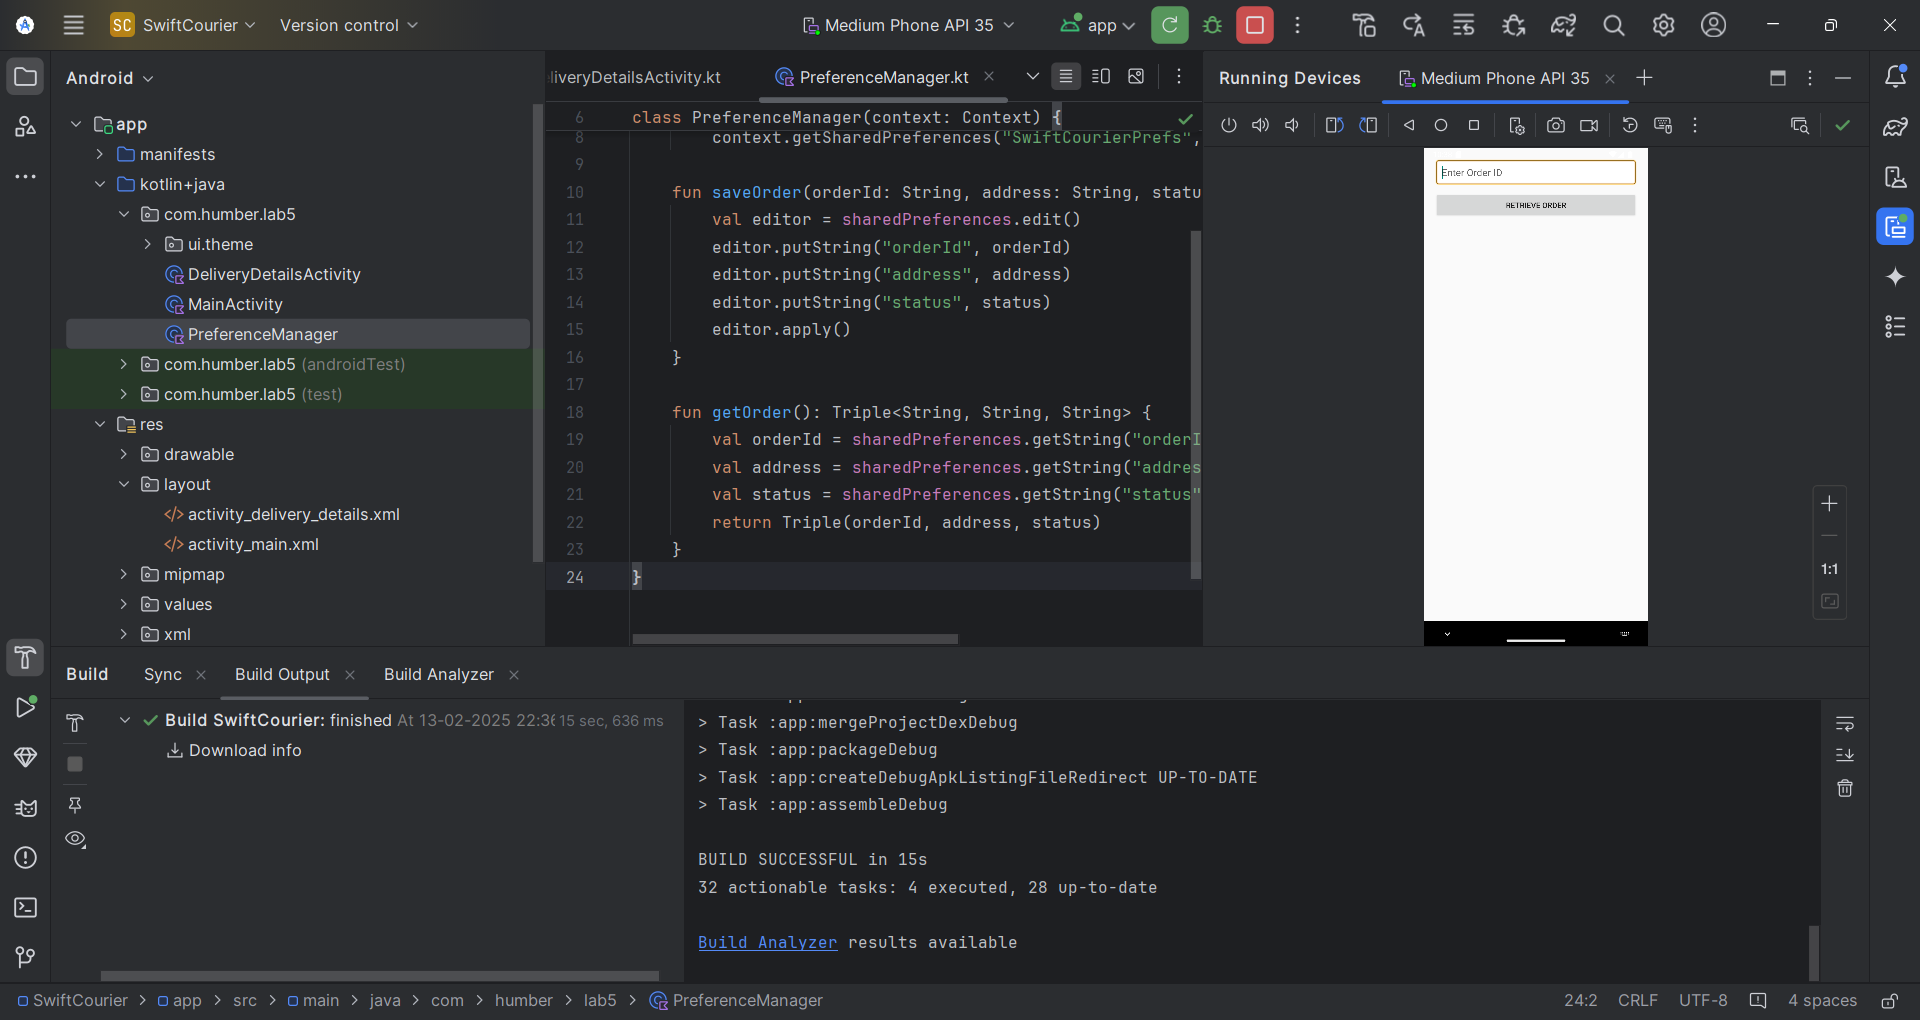 SC SwiftCourier Version control Medium Phone API 35 app
Android
app
manifests
kotlin+java
com.humber.lab5
ui.theme
DeliveryDetailsActivity
MainActivity
PreferenceManager
com.humber.lab5 (androidTest)
com.humber.lab5 (test)
res
drawable
layout
activity_delivery_details.xml
activity_main.xml
mipmap
values
xml
liveryDetailsActivity.kt PreferenceManager.kt
6 class PreferenceManager(context: Context) {
8 context.getSharedPreferences("SwiftCourierPrefs",
9
10 fun saveOrder(orderId: String, address: String, statu
11 val editor = sharedPreferences.edit()
12 editor.putString("orderId", orderId)
13 editor.putString("address", address)
14 editor.putString("status", status)
15 editor.apply()
16 }
17
18 fun getOrder(): Triple<String, String, String> {
19 val orderId = sharedPreferences.getString("orderI
20 val address = sharedPreferences.getString("addres
21 val status = sharedPreferences.getString("status"
22 return Triple(orderId, address, status)
23 }
24 }
Running Devices Medium Phone API 35
Enter Order ID
RETRIEVE ORDER
1:1
Build Sync Build Output Build Analyzer
Build SwiftCourier: finished At 13-02-2025 22:36 15 sec, 636 ms
Download info
> Task :app:mergeProjectDexDebug
> Task :app:packageDebug
> Task :app:createDebugApkListingFileRedirect UP-TO-DATE
> Task :app:assembleDebug
BUILD SUCCESSFUL in 15s
32 actionable tasks: 4 executed, 28 up-to-date
Build Analyzer results available
SwiftCourier > app > src > main > java > com > humber > lab5 > PreferenceManager
24:2 CRLF UTF-8 4 spaces